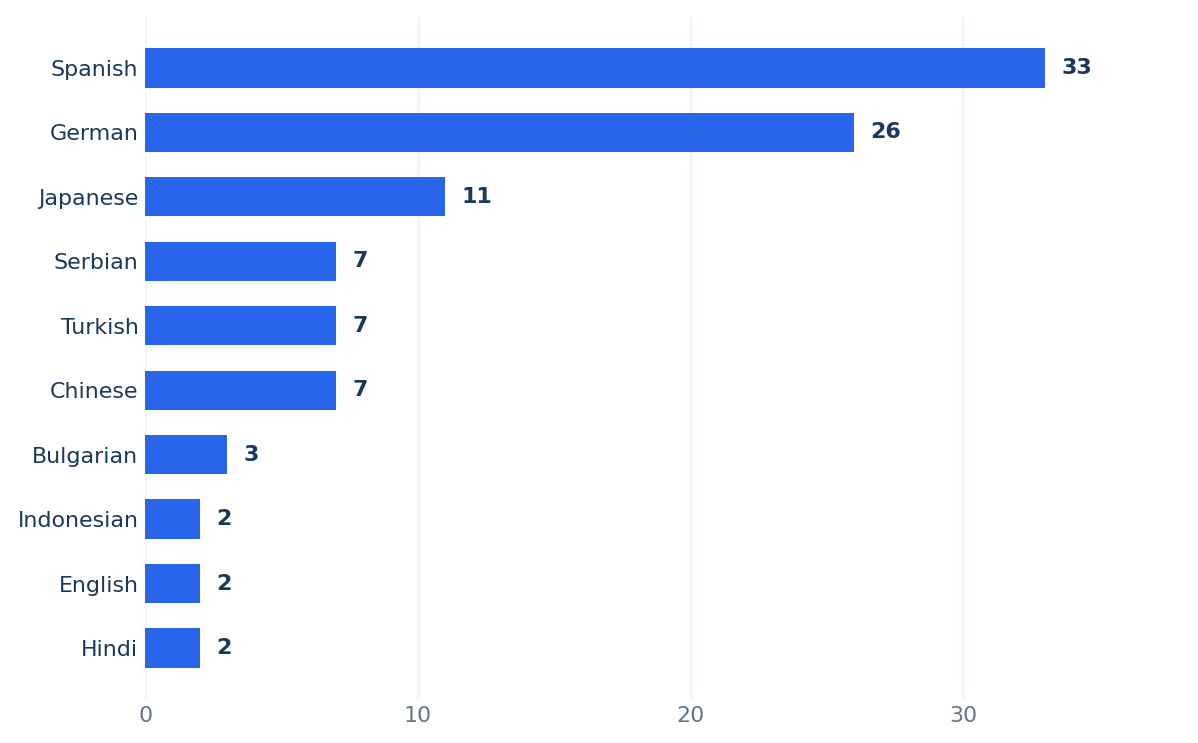 Spanish 33
German 26
Japanese 11
Serbian 7
Turkish 7
Chinese 7
Bulgarian 3
Indonesian 2
English 2
Hindi 2
0 10 20 30